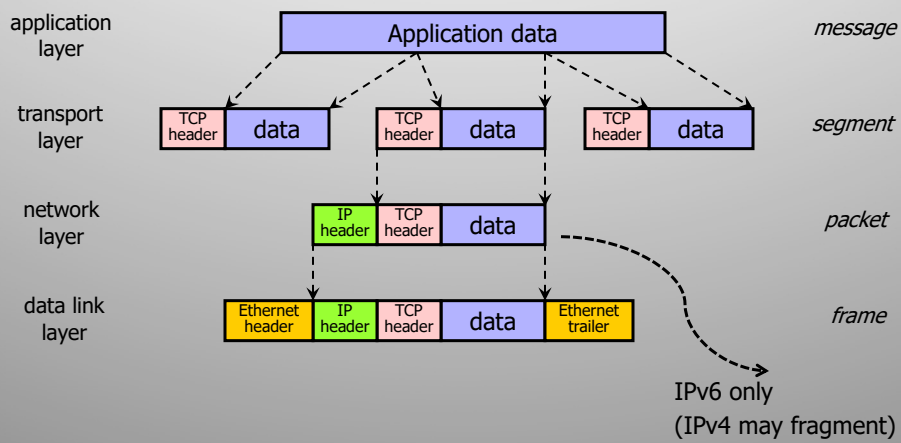 application
layer
Application data
message
transport
layer
TCP
header
data
TCP
header
data
TCP
header
data
segment
network
layer
IP
header
TCP
header
data
packet
data link
layer
Ethernet
header
IP
header
TCP
header
data
Ethernet
trailer
frame
IPv6 only
(IPv4 may fragment)